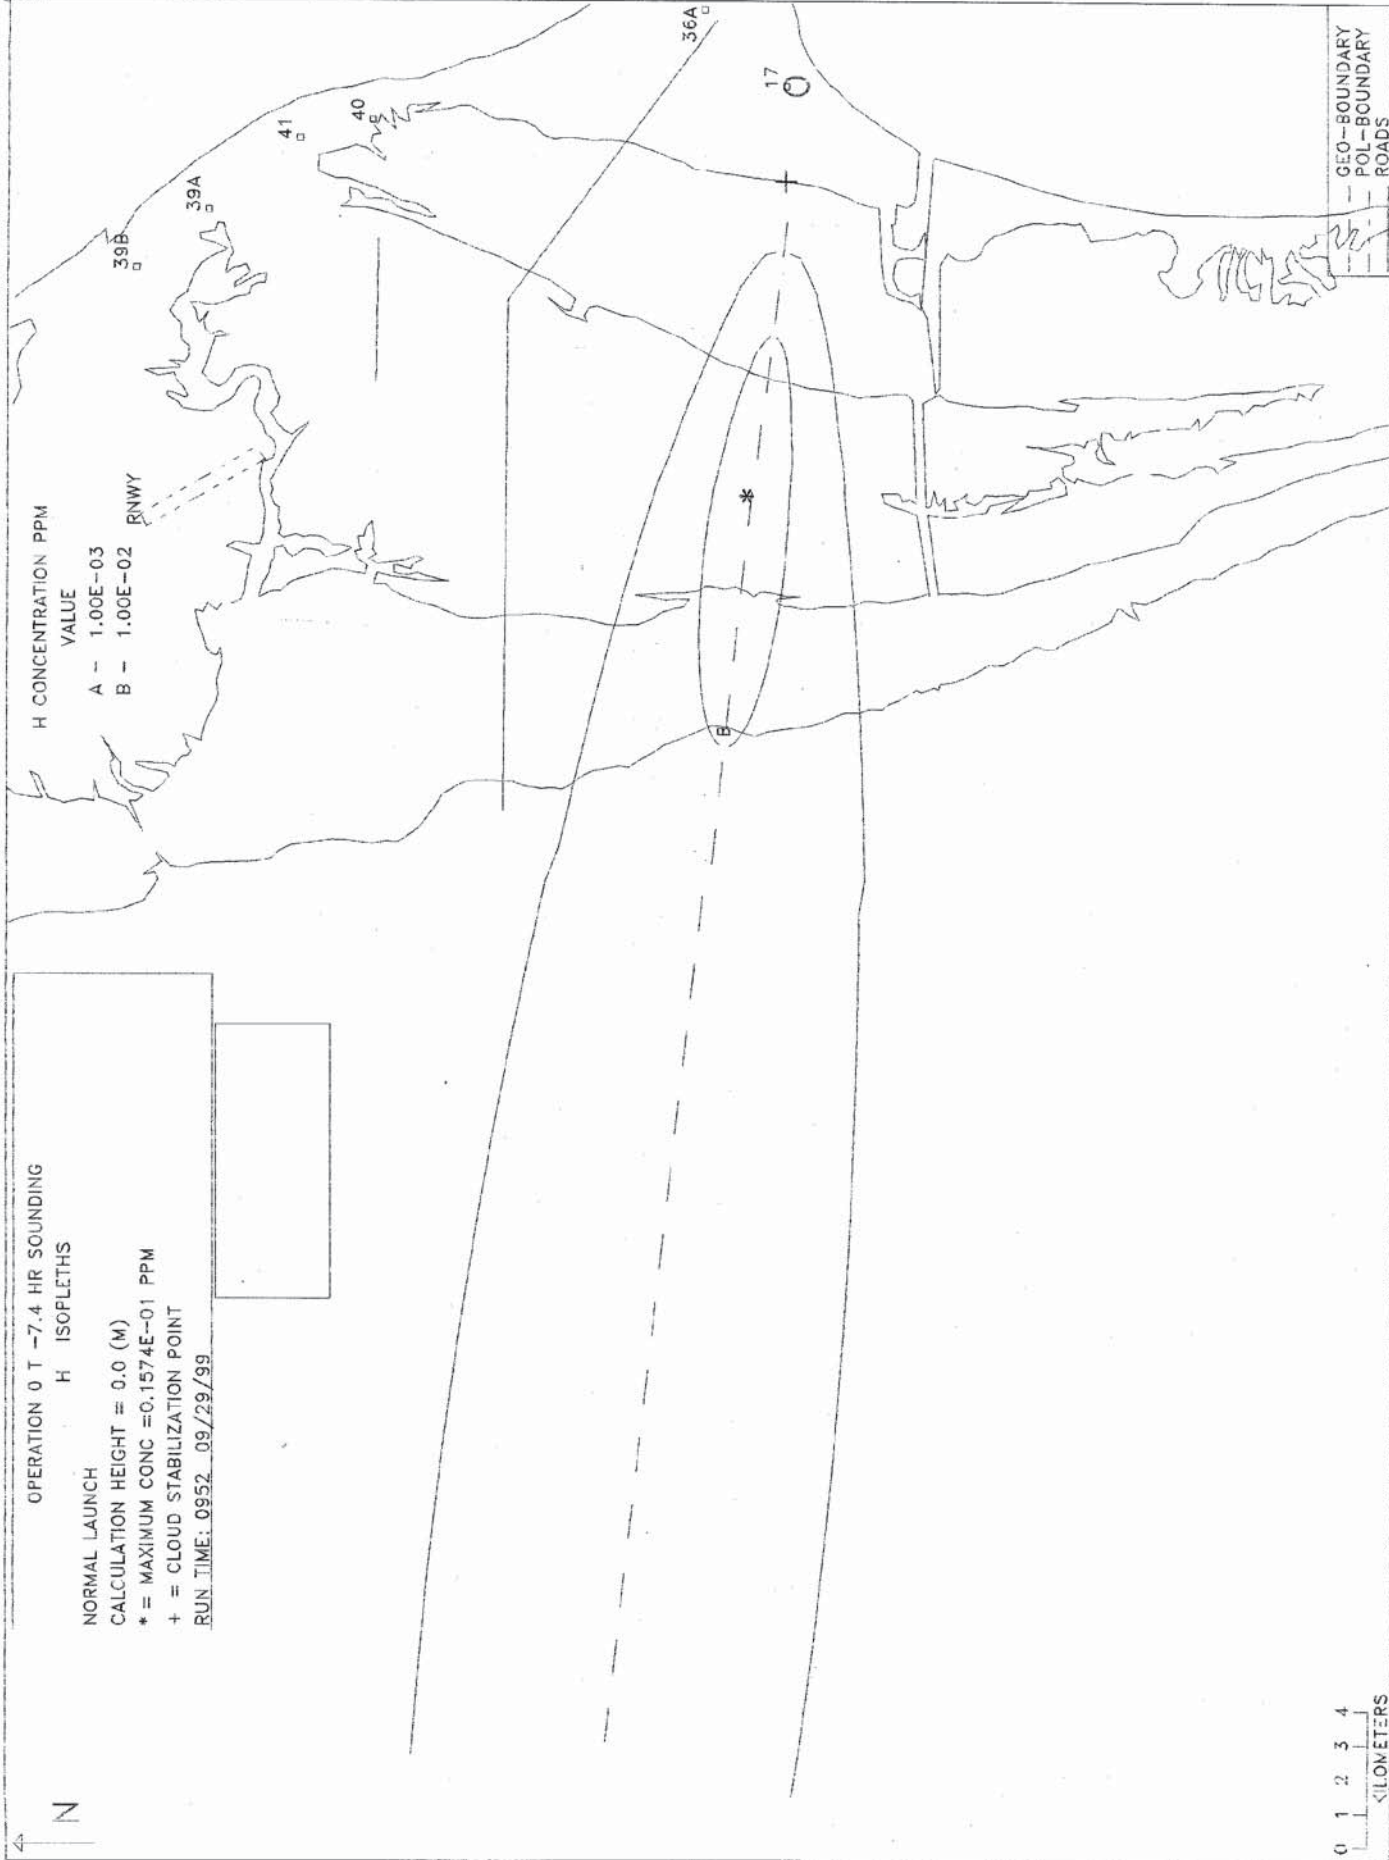 OPERATION 0 T -7.4 HR SOUNDING
H ISOPLETHS
NORMAL LAUNCH
CALCULATION HEIGHT = 0.0 (M)
* = MAXIMUM CONC =0.1574E-01 PPM
+ = CLOUD STABILIZATION POINT
RUN TIME: 0952 09/29/99
N
H CONCENTRATION PPM
VALUE
A - 1.00E-03
B - 1.00E-02
RNWY
39B
39A
41
40
36A
17
+
*
B
0 1 2 3 4
KILOMETERS
GEO-BOUNDARY
POL-BOUNDARY
ROADS